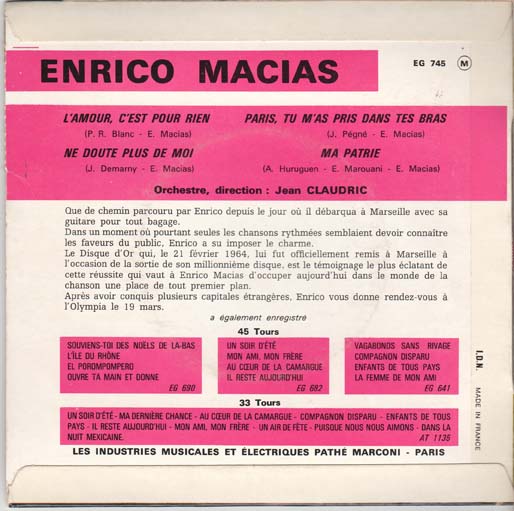 ENRICO MACIAS
EG 745 M
L'AMOUR, C'EST POUR RIEN
(P. R. Blanc - E. Macias)
PARIS, TU M'AS PRIS DANS TES BRAS
(J. Pégné - E. Macias)
NE DOUTE PLUS DE MOI
(J. Demarny - E. Macias)
MA PATRIE
(A. Huruguen - E. Marouani - E. Macias)
Orchestre, direction : Jean CLAUDRIC
Que de chemin parcouru par Enrico depuis le jour où il débarqua à Marseille avec sa
guitare pour tout bagage.
Dans un moment où pourtant seules les chansons rythmées semblaient devoir connaître
les faveurs du public, Enrico a su imposer le charme.
Le Disque d'Or qui, le 21 février 1964, lui fut officiellement remis à Marseille à
l'occasion de la sortie de son millionnième disque, est le témoignage le plus éclatant de
cette réussite qui vaut à Enrico Macias d'occuper aujourd'hui dans le monde de la
chanson une place de tout premier plan.
Après avoir conquis plusieurs capitales étrangères, Enrico vous donne rendez-vous à
l'Olympia le 19 mars.
a également enregistré
45 Tours
SOUVIENS-TOI DES NOËLS DE LA-BAS
L'ÎLE DU RHÔNE
EL POROMPOMPERO
OUVRE TA MAIN ET DONNE
EG 690
UN SOIR D'ÉTÉ
MON AMI, MON FRÈRE
AU CŒUR DE LA CAMARGUE
IL RESTE AUJOURD'HUI
EG 682
VAGABONDS SANS RIVAGE
COMPAGNON DISPARU
ENFANTS DE TOUS PAYS
LA FEMME DE MON AMI
EG 641
33 Tours
UN SOIR D'ÉTÉ - MA DERNIÈRE CHANCE - AU CŒUR DE LA CAMARGUE - COMPAGNON DISPARU - ENFANTS DE TOUS
PAYS - IL RESTE AUJOURD'HUI - MON AMI, MON FRÈRE - UN AIR DE FÊTE - PUISQUE NOUS NOUS AIMONS - DANS LA
NUIT MEXICAINE.
AT 1135
LES INDUSTRIES MUSICALES ET ÉLECTRIQUES PATHÉ MARCONI - PARIS
I.D.N. MADE IN FRANCE